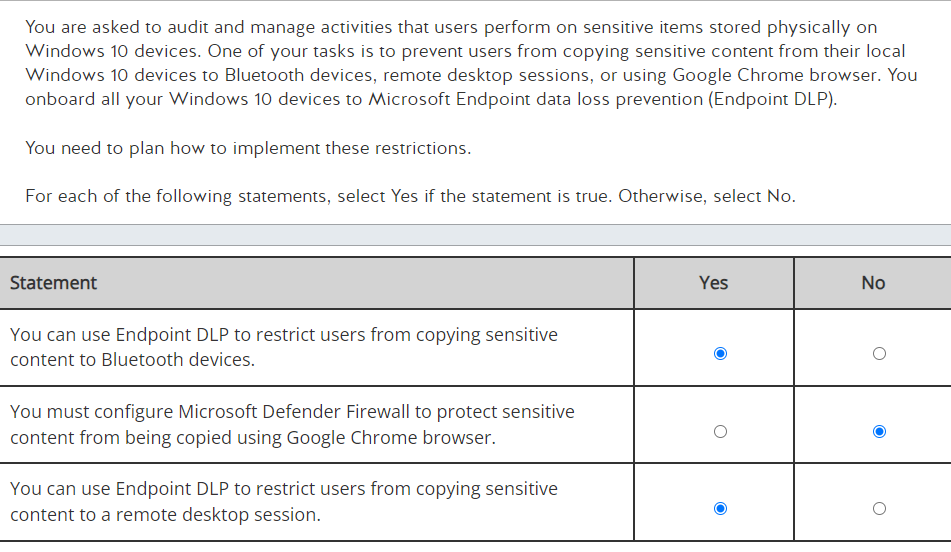 You are asked to audit and manage activities that users perform on sensitive items stored physically on
Windows 10 devices. One of your tasks is to prevent users from copying sensitive content from their local
Windows 10 devices to Bluetooth devices, remote desktop sessions, or using Google Chrome browser. You
onboard all your Windows 10 devices to Microsoft Endpoint data loss prevention (Endpoint DLP).
You need to plan how to implement these restrictions.
For each of the following statements, select Yes if the statement is true. Otherwise, select No.
Statement Yes No
You can use Endpoint DLP to restrict users from copying sensitive
content to Bluetooth devices.
You must configure Microsoft Defender Firewall to protect sensitive
content from being copied using Google Chrome browser.
You can use Endpoint DLP to restrict users from copying sensitive
content to a remote desktop session.